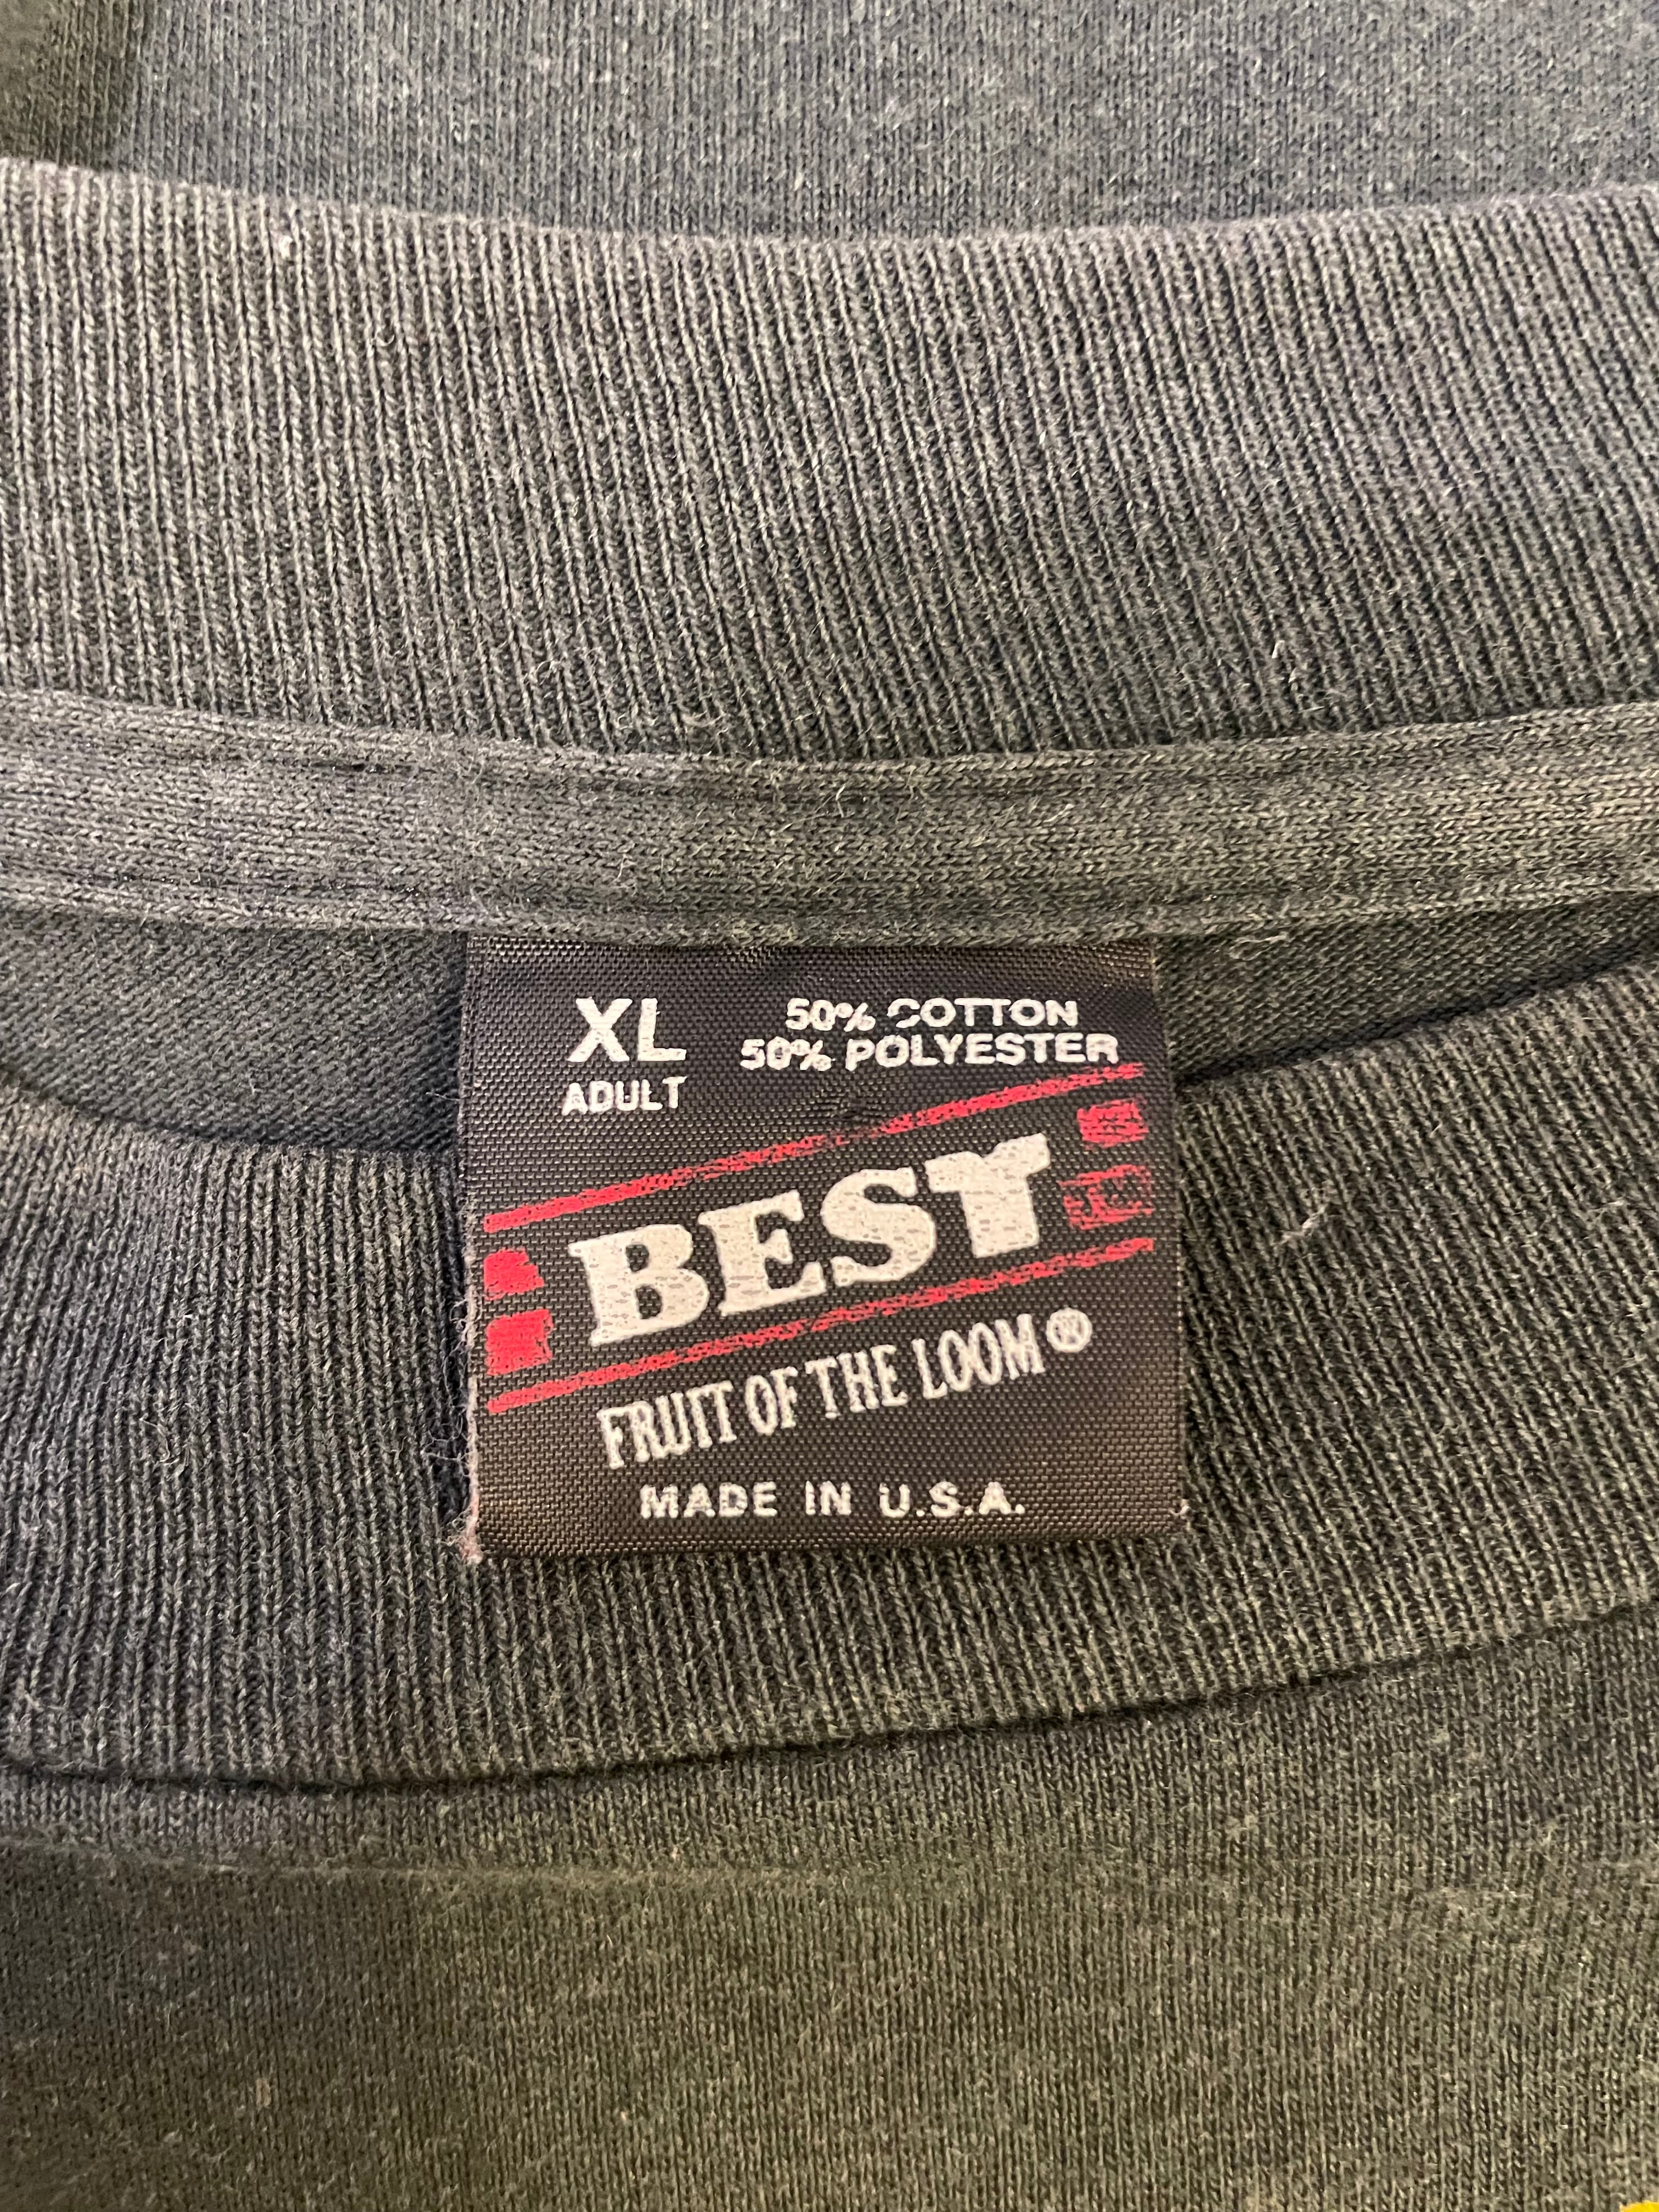 XL
ADULT
50% COTTON
50% POLYESTER
BEST
FRUIT OF THE LOOM®
MADE IN U.S.A.